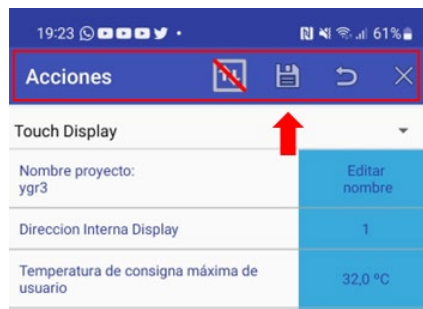 19:23 61%
Acciones
Touch Display
Nombre proyecto: Editar
ygr3 nombre
Direccion Interna Display 1
Temperatura de consigna máxima de
usuario 32,0 ºC